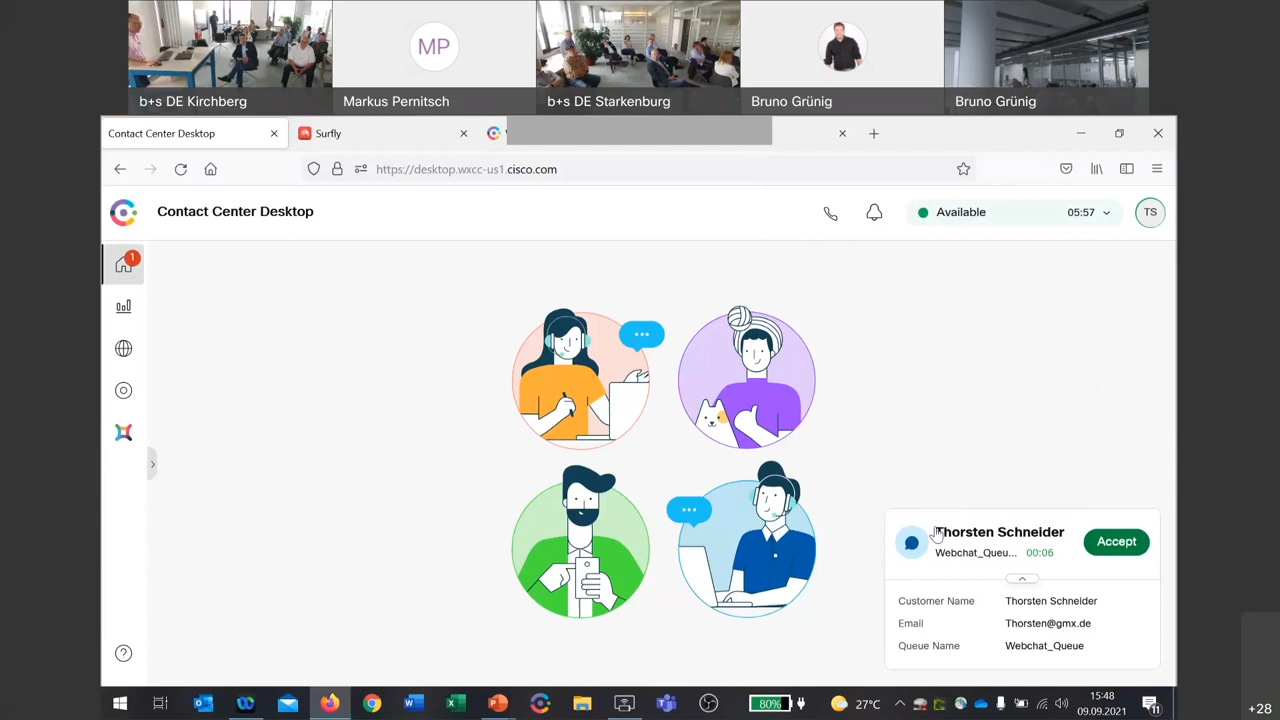 MP
b+s DE Kirchberg
Markus Pernitsch
b+s DE Starkenburg
Bruno Grünig
Bruno Grünig
Contact Center Desktop
Surfly
https://desktop.wxcc-us1.cisco.com
Contact Center Desktop
Available
05:57
TS
1
Thorsten Schneider
Webchat_Queu...
00:06
Accept
Customer Name
Thorsten Schneider
Email
Thorsten@gmx.de
Queue Name
Webchat_Queue
80%
27°C
15:48
09.09.2021
11
+28